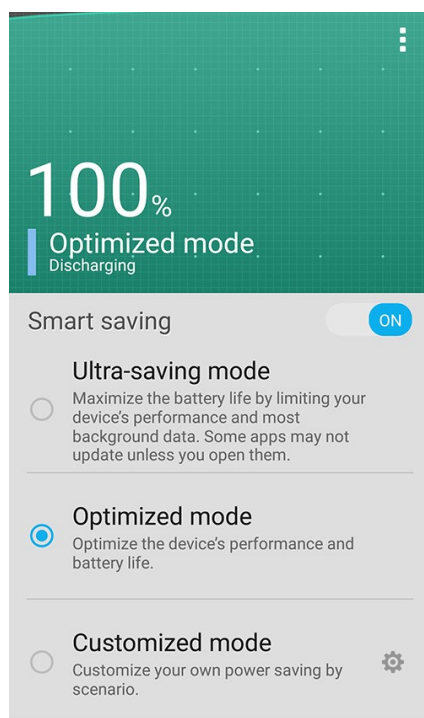 100%
Optimized mode
Discharging
Smart saving ON
Ultra-saving mode
Maximize the battery life by limiting your
device's performance and most
background data. Some apps may not
update unless you open them.
Optimized mode
Optimize the device's performance and
battery life.
Customized mode
Customize your own power saving by
scenario.